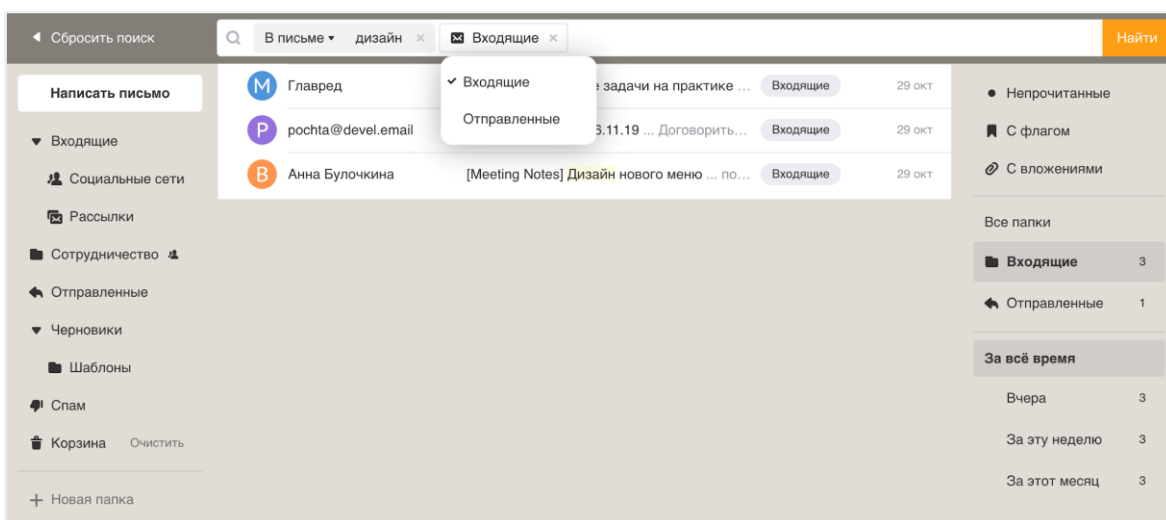 Сбросить поиск
В письме дизайн × Входящие ×
Найти
Написать письмо
Входящие
Социальные сети
Рассылки
Сотрудничество
Отправленные
Черновики
Шаблоны
Спам
Корзина Очистить
+ Новая папка
Входящие
Отправленные
М Главред задачи на практике ... Входящие 29 окт
P pochta@devel.email 6.11.19 ... Договорить... Входящие 29 окт
В Анна Булочкина [Meeting Notes] Дизайн нового меню ... по... Входящие 29 окт
Непрочитанные
С флагом
С вложениями
Все папки
Входящие 3
Отправленные 1
За всё время
Вчера 3
За эту неделю 3
За этот месяц 3